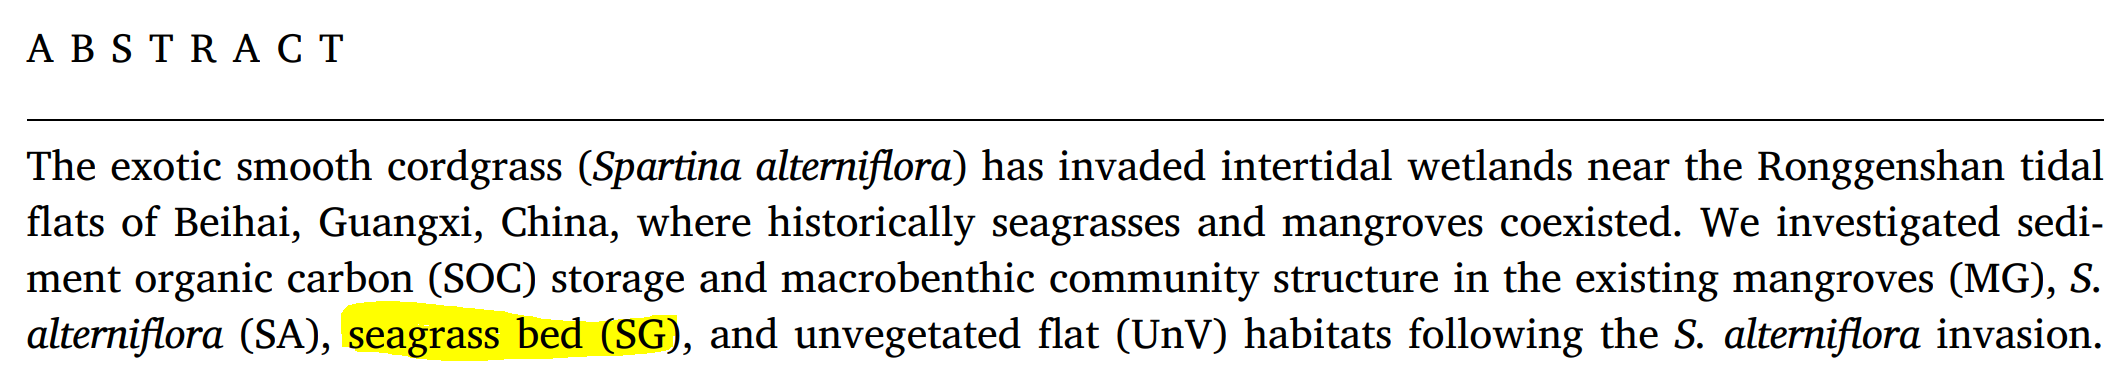 A B S T R A C T
The exotic smooth cordgrass (Spartina alterniflora) has invaded intertidal wetlands near the Ronggenshan tidal
flats of Beihai, Guangxi, China, where historically seagrasses and mangroves coexisted. We investigated sedi-
ment organic carbon (SOC) storage and macrobenthic community structure in the existing mangroves (MG), S.
alterniflora (SA), seagrass bed (SG), and unvegetated flat (UnV) habitats following the S. alterniflora invasion.